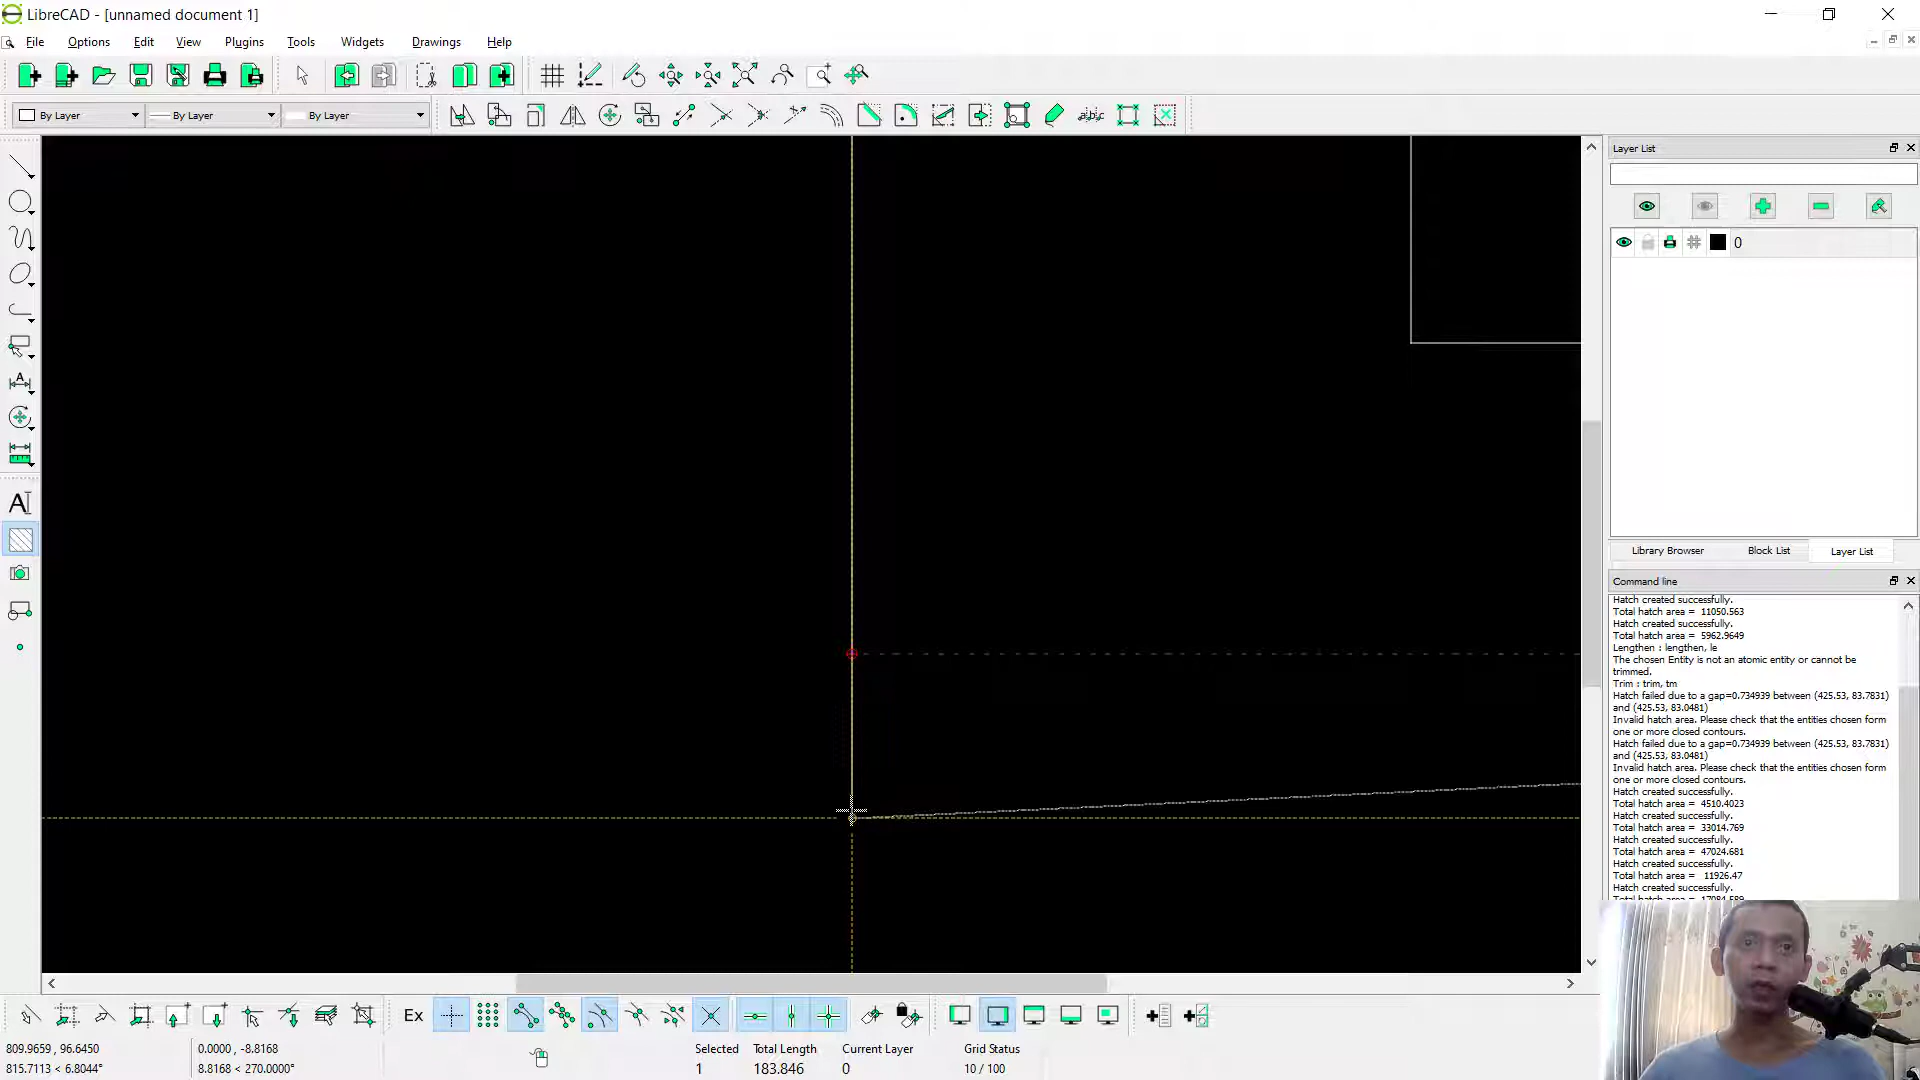 LibreCAD - [unnamed document 1]
File Options Edit View Plugins Tools Widgets Drawings Help
By Layer By Layer By Layer
Layer List
0
Library Browser Block List Layer List
Command line
Hatch created successfully.
Total hatch area = 11050.563
Hatch created successfully.
Total hatch area = 5962.9649
Lengthen : lengthen, le
The chosen Entity is not an atomic entity or cannot be
trimmed.
Trim : trim, tm
Hatch failed due to a gap=0.734939 between (425.53, 83.7831)
and (425.53, 83.0481)
Invalid hatch area. Please check that the entities chosen form
one or more closed contours.
Hatch failed due to a gap=0.734939 between (425.53, 83.7831)
and (425.53, 83.0481)
Invalid hatch area. Please check that the entities chosen form
one or more closed contours.
Hatch created successfully.
Total hatch area = 4510.4023
Hatch created successfully.
Total hatch area = 33014.769
Hatch created successfully.
Total hatch area = 47024.681
Hatch created successfully.
Total hatch area = 11926.47
Hatch created successfully.
Total hatch area = 17084.589
A
abc
Ex
809.9659 , 96.6450 0.0000 , -8.8168 Selected Total Length Current Layer Grid Status
815.7113 < 6.8044° 8.8168 < 270.0000° 1 183.846 0 10 / 100